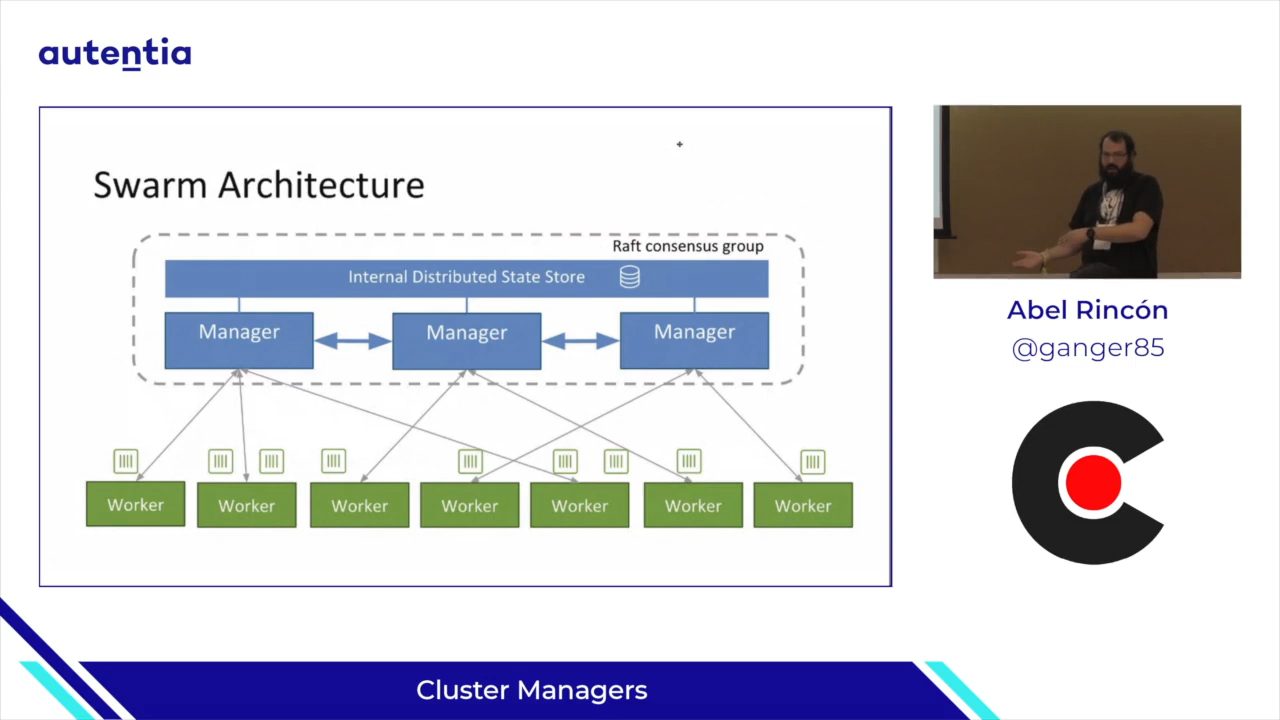 autentia
Swarm Architecture
Raft consensus group
Internal Distributed State Store
Manager
Manager
Manager
Worker
Worker
Worker
Worker
Worker
Worker
Worker
Abel Rincón
@ganger85
Cluster Managers